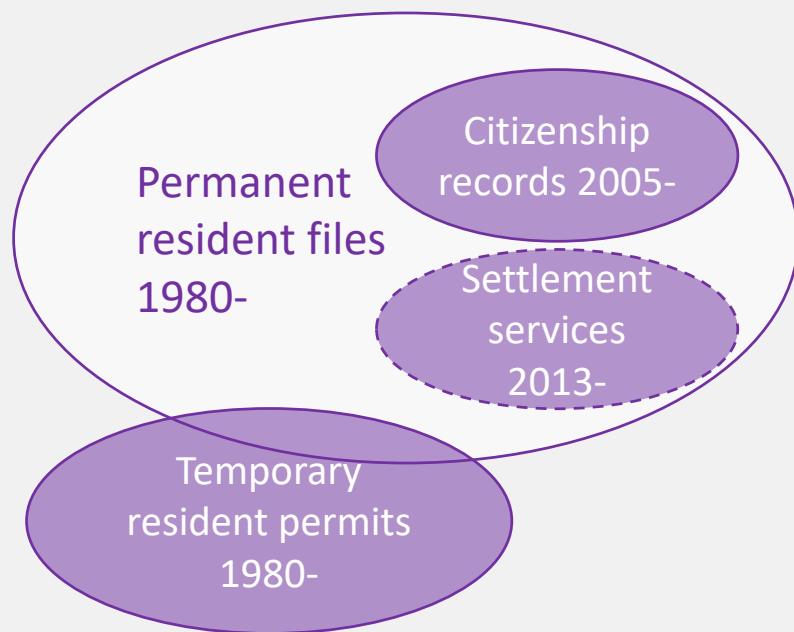 Citizenship
records 2005-
Permanent
resident files
1980-
Settlement
services
2013-
Temporary
resident permits
1980-